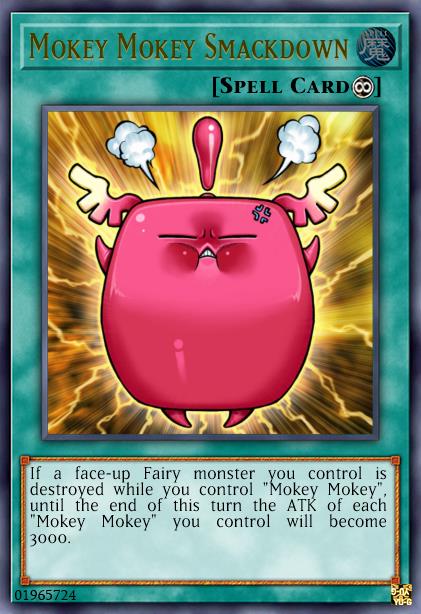 MOKEY MOKEY SMACKDOWN 魔
[SPELL CARD]
If a face-up Fairy monster you control is
destroyed while you control "Mokey Mokey",
until the end of this turn the ATK of each
"Mokey Mokey" you control will become
3000.
01965724